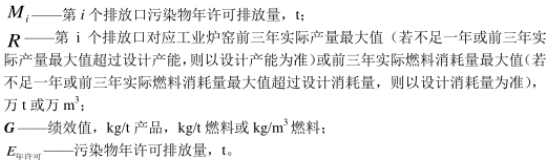 M i ——第 i 个排放口污染物年许可排放量，t；
R ——第 i 个排放口对应工业炉窑前三年实际产量最大值（若不足一年或前三年实
际产量最大值超过设计产能，则以设计产能为准）或前三年实际燃料消耗量最大值（若
不足一年或前三年实际燃料消耗量最大值超过设计消耗量，则以设计消耗量为准），
万 t 或万 m³；
G ——绩效值，kg/t 产品，kg/t 燃料或 kg/m³ 燃料；
E年许可 ——污染物年许可排放量，t。